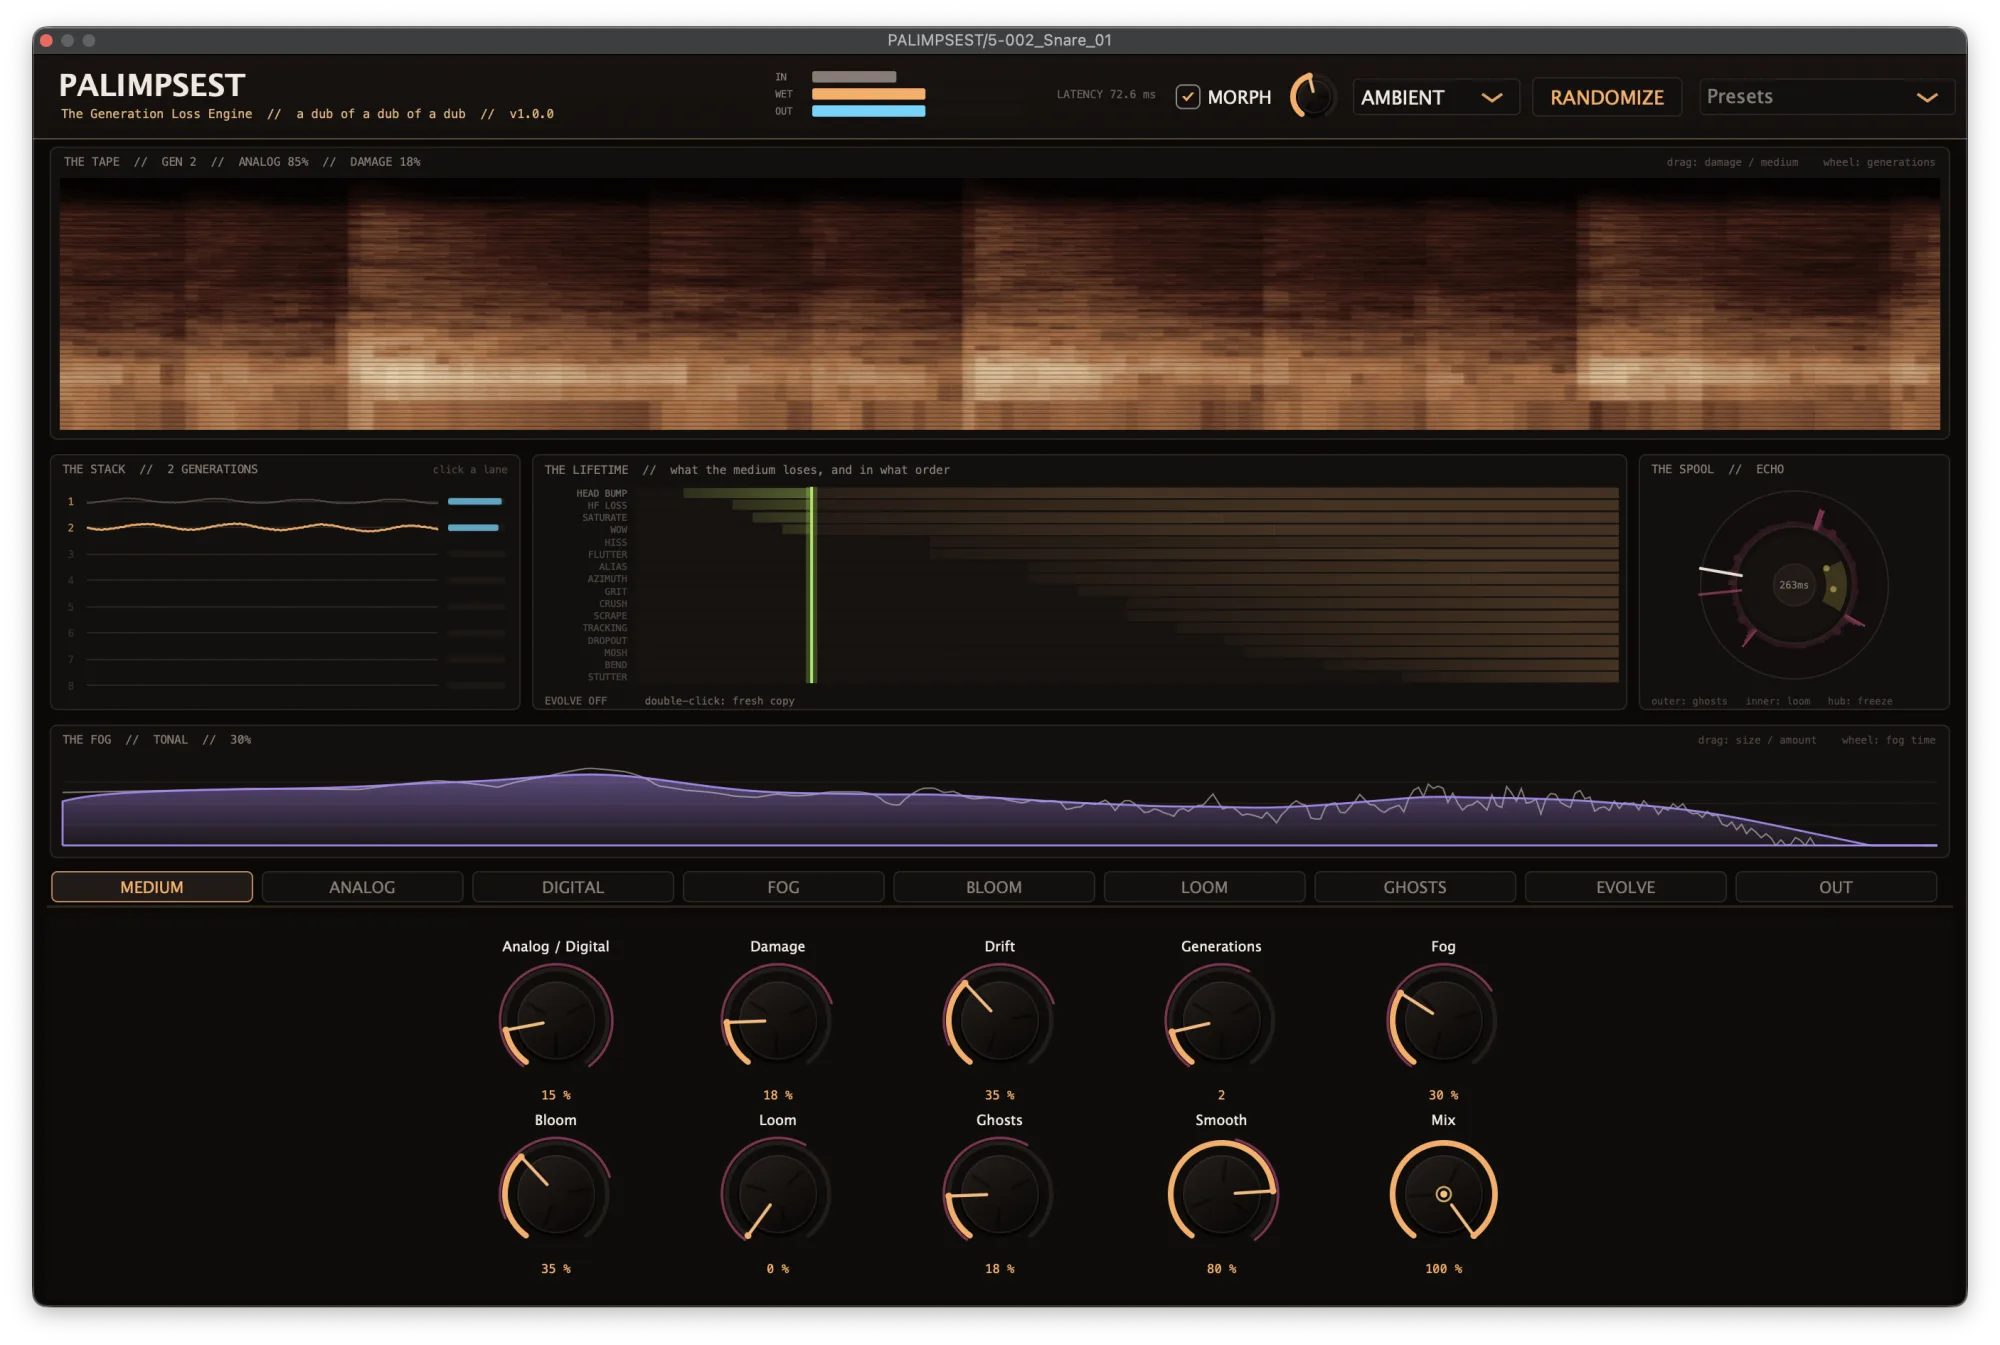 PALIMPSEST/5-002_Snare_01
PALIMPSEST
The Generation Loss Engine // a dub of a dub of a dub // v1.0.0
IN
WET
OUT
LATENCY 72.6 ms
MORPH
AMBIENT
RANDOMIZE
Presets
THE TAPE // GEN 2 // ANALOG 85% // DAMAGE 18%
drag: damage / medium wheel: generations
THE STACK // 2 GENERATIONS
click a lane
1
2
3
4
5
6
7
8
THE LIFETIME // what the medium loses, and in what order
HEAD BUMP
HF LOSS
SATURATE
WOW
HISS
FLUTTER
ALIAS
AZIMUTH
GRIT
CRUSH
SCRAPE
TRACKING
DROPOUT
MOSH
BEND
STUTTER
EVOLVE OFF double-click: fresh copy
THE SPOOL // ECHO
263ms
outer: ghosts inner: loom hub: freeze
THE FOG // TONAL // 30%
drag: size / amount wheel: fog time
MEDIUM ANALOG DIGITAL FOG BLOOM LOOM GHOSTS EVOLVE OUT
Analog / Digital Damage Drift Generations Fog
15 % 18 % 35 % 2 30 %
Bloom Loom Ghosts Smooth Mix
35 % 0 % 18 % 80 % 100 %